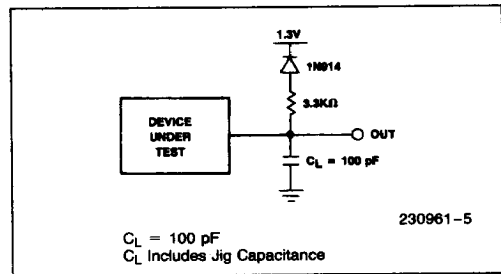 1.3V
1N914
3.3KΩ
DEVICE
UNDER
TEST
OUT
CL = 100 pF
230961-5
CL = 100 pF
CL Includes Jig Capacitance